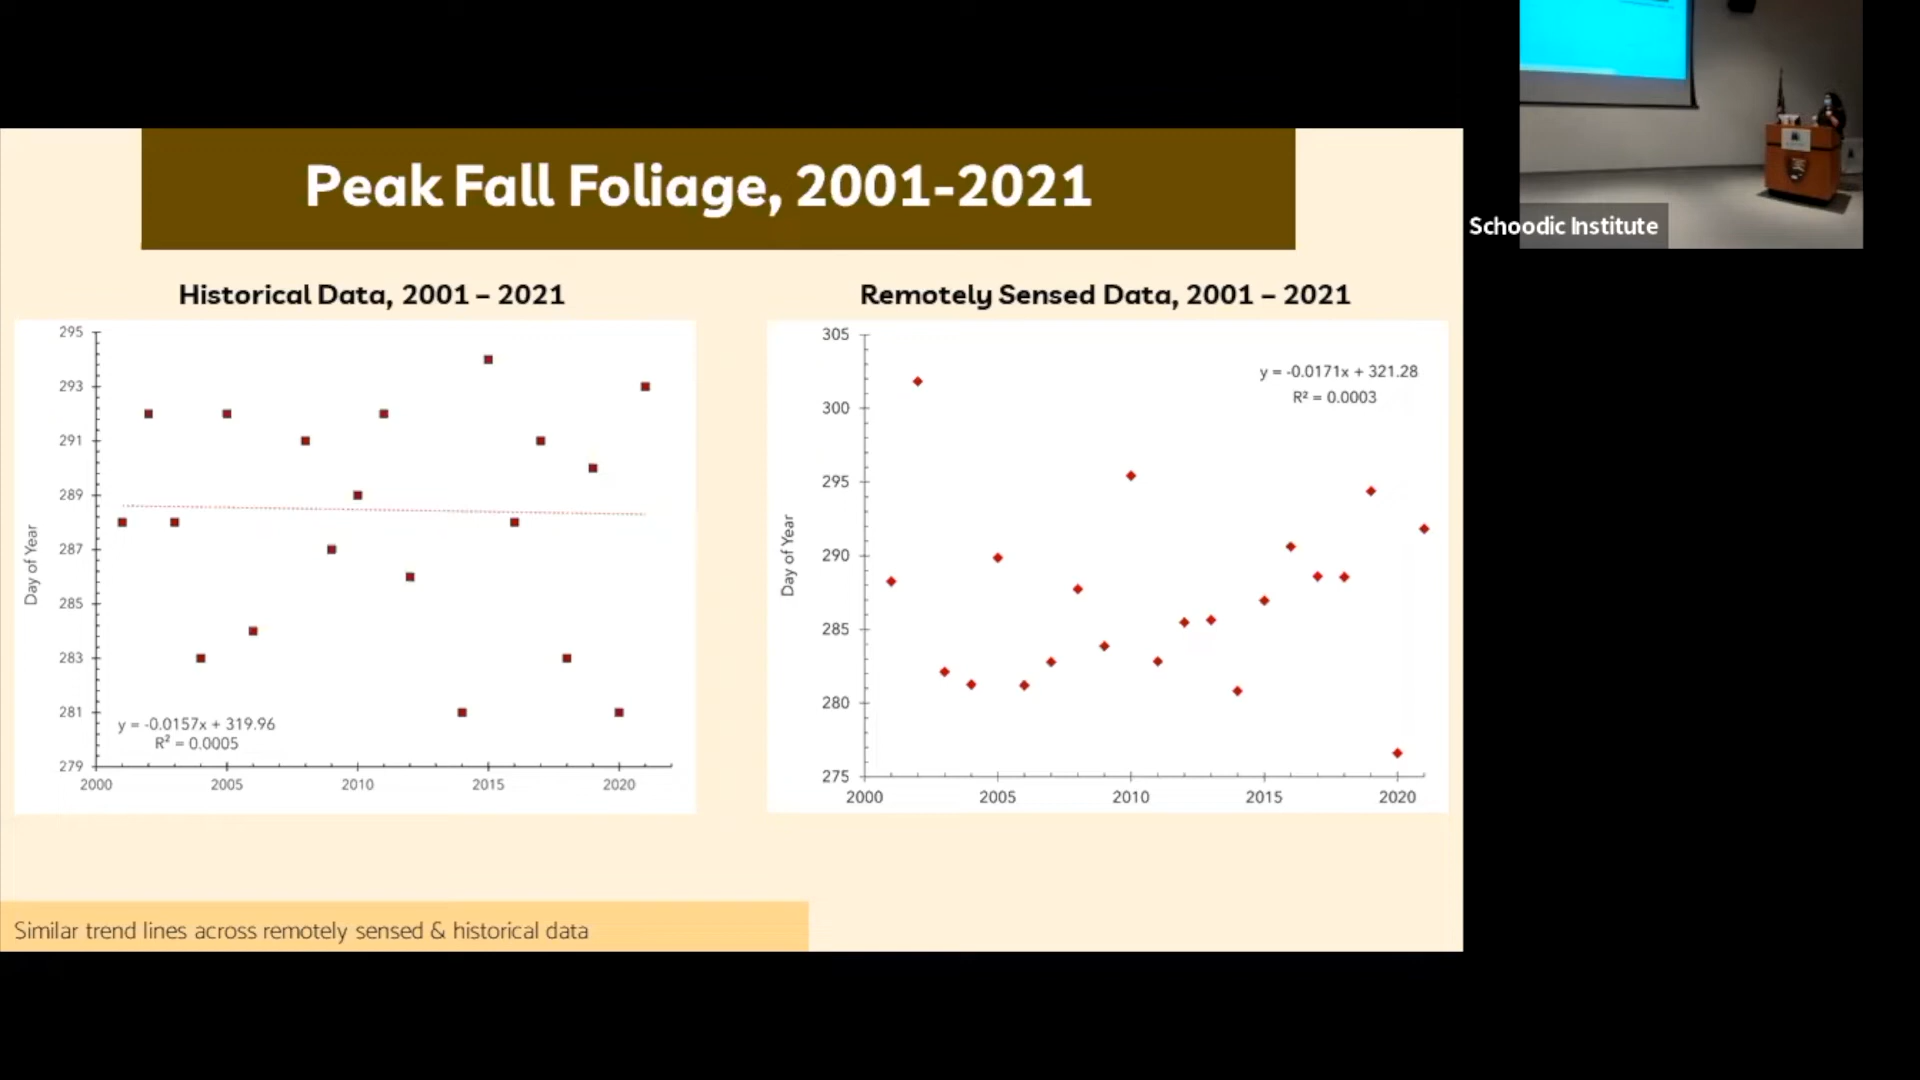 Peak Fall Foliage, 2001-2021
Schoodic Institute
Historical Data, 2001 – 2021
295
293
291
289
287
285
283
281
279
Day of Year
y = -0.0157x + 319.96
R² = 0.0005
2000 2005 2010 2015 2020
Remotely Sensed Data, 2001 – 2021
305
300
295
290
285
280
275
Day of Year
y = -0.0171x + 321.28
R² = 0.0003
2000 2005 2010 2015 2020
Similar trend lines across remotely sensed & historical data